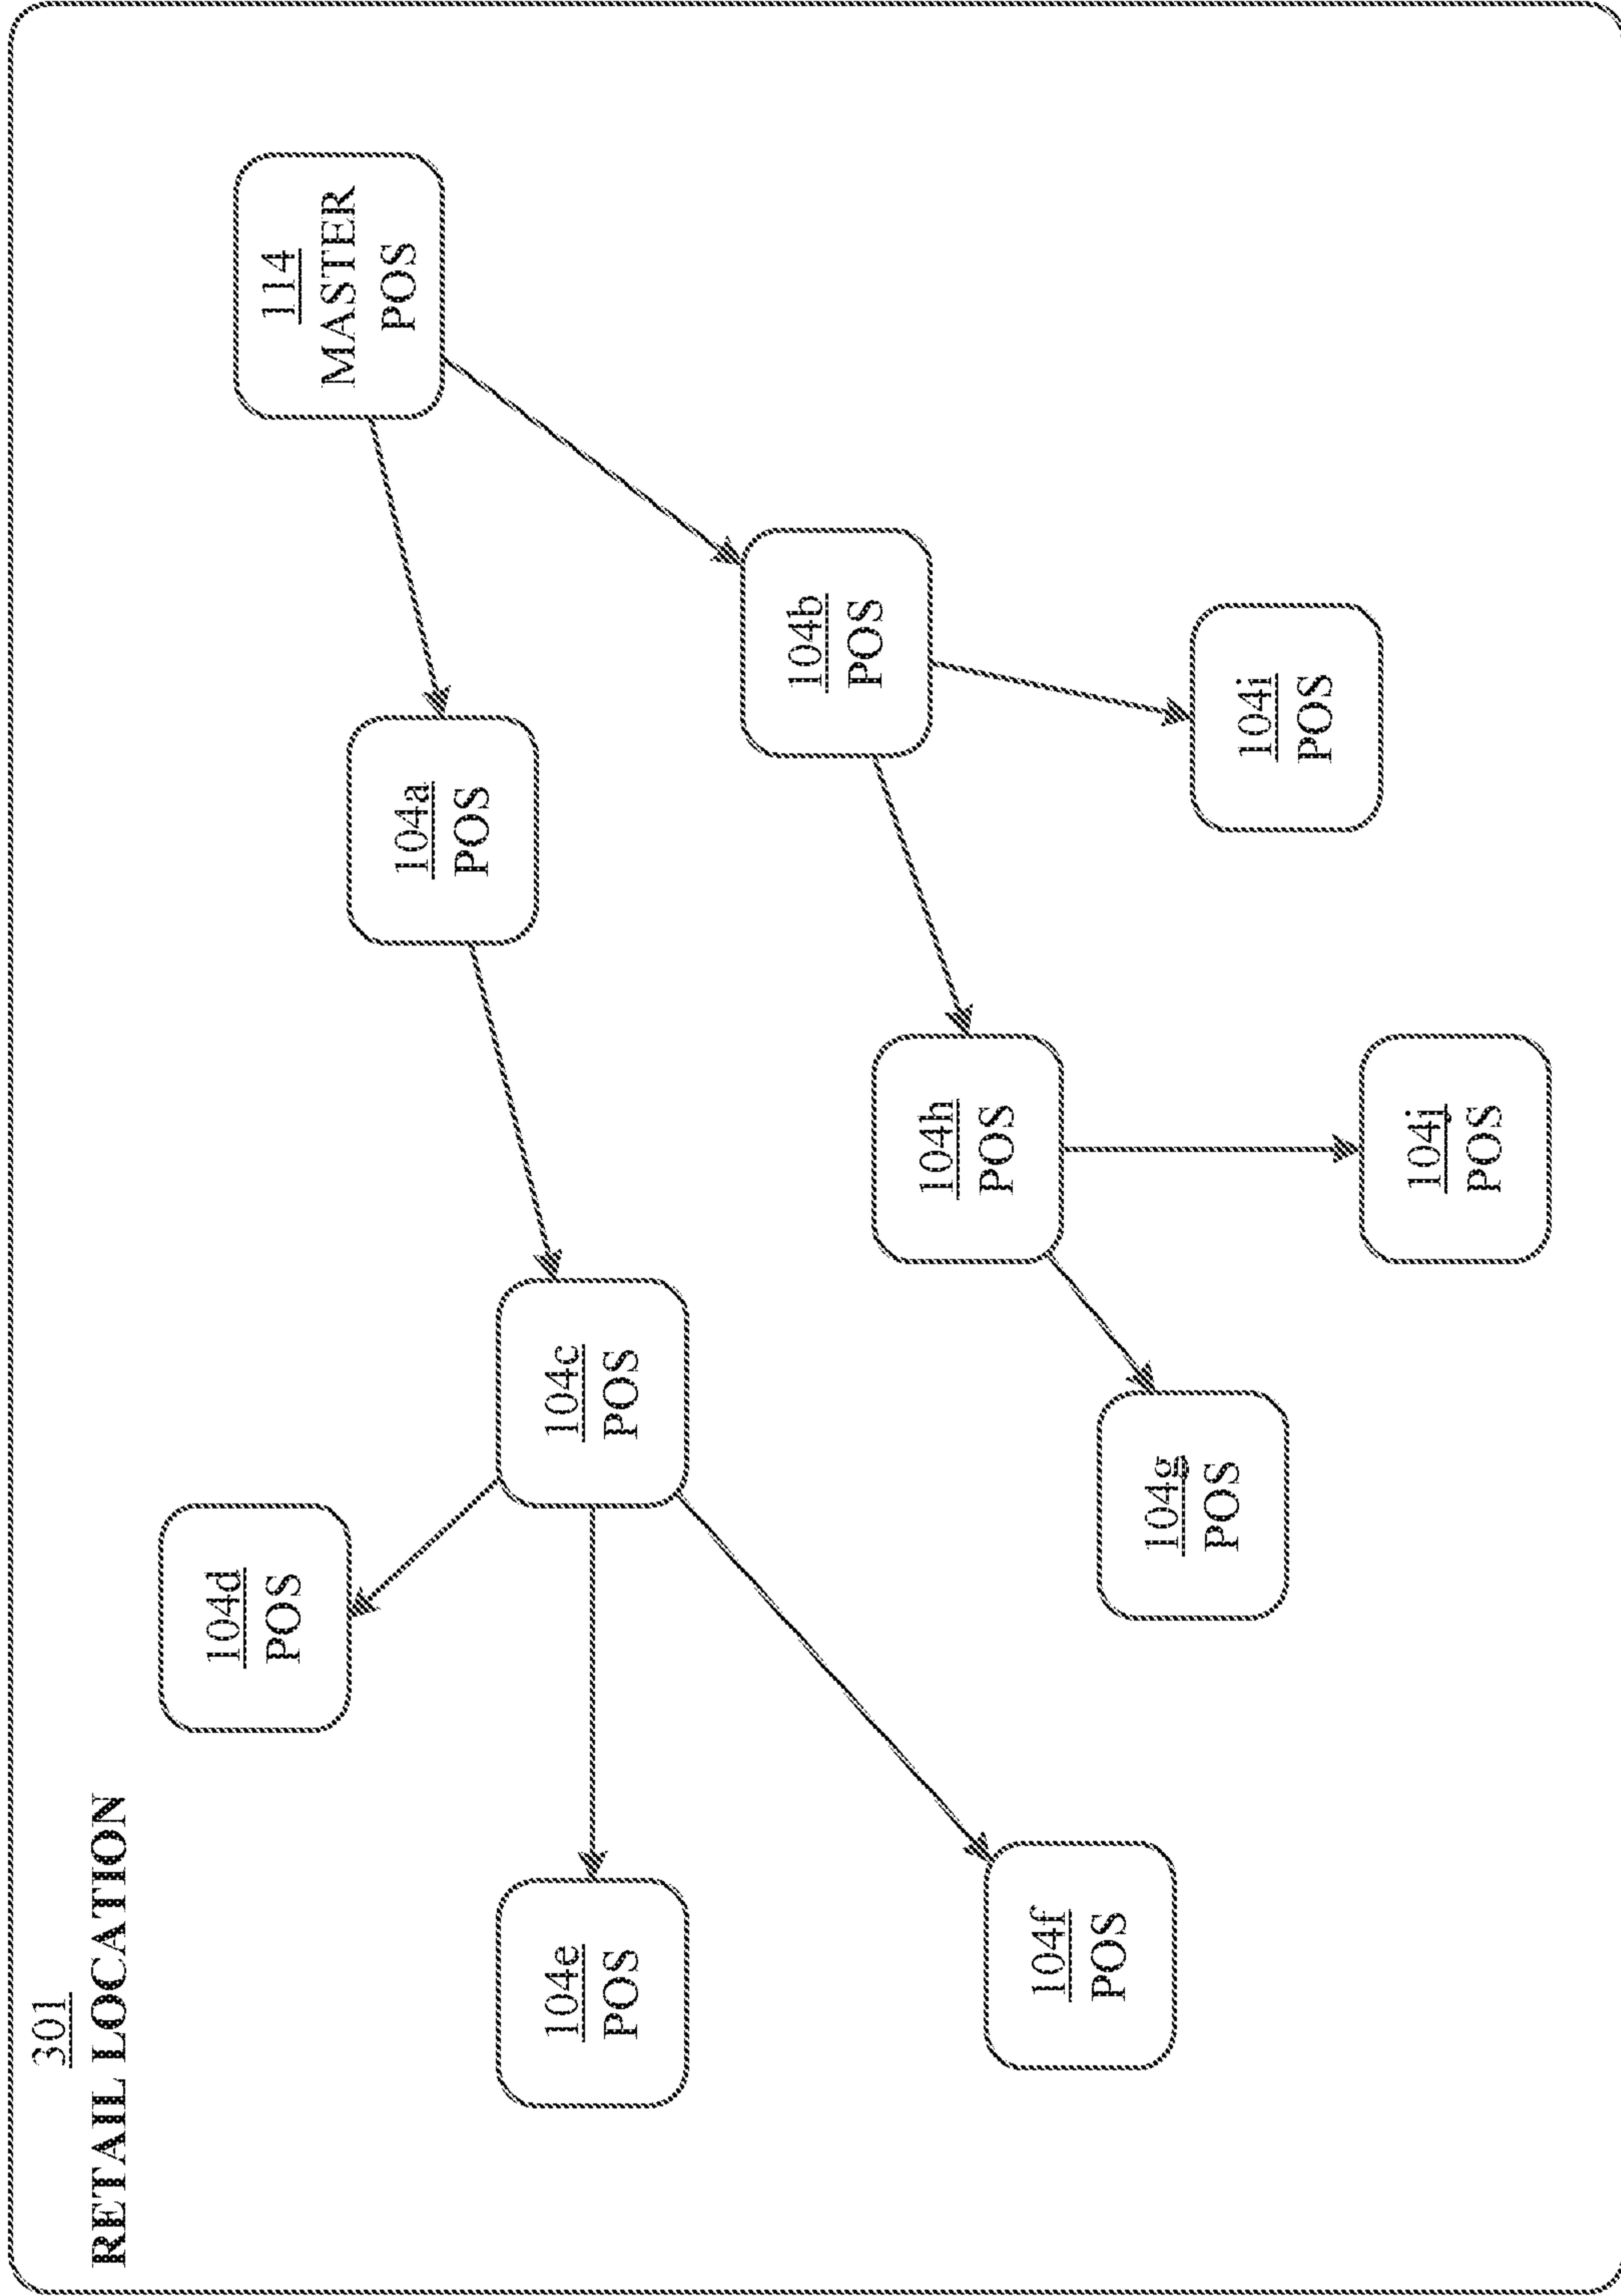 301
RETAIL LOCATION
104d
POS
114
MASTER
POS
104a
POS
104e
POS
104c
POS
104b
POS
104h
POS
104f
POS
104g
POS
104i
POS
104j
POS